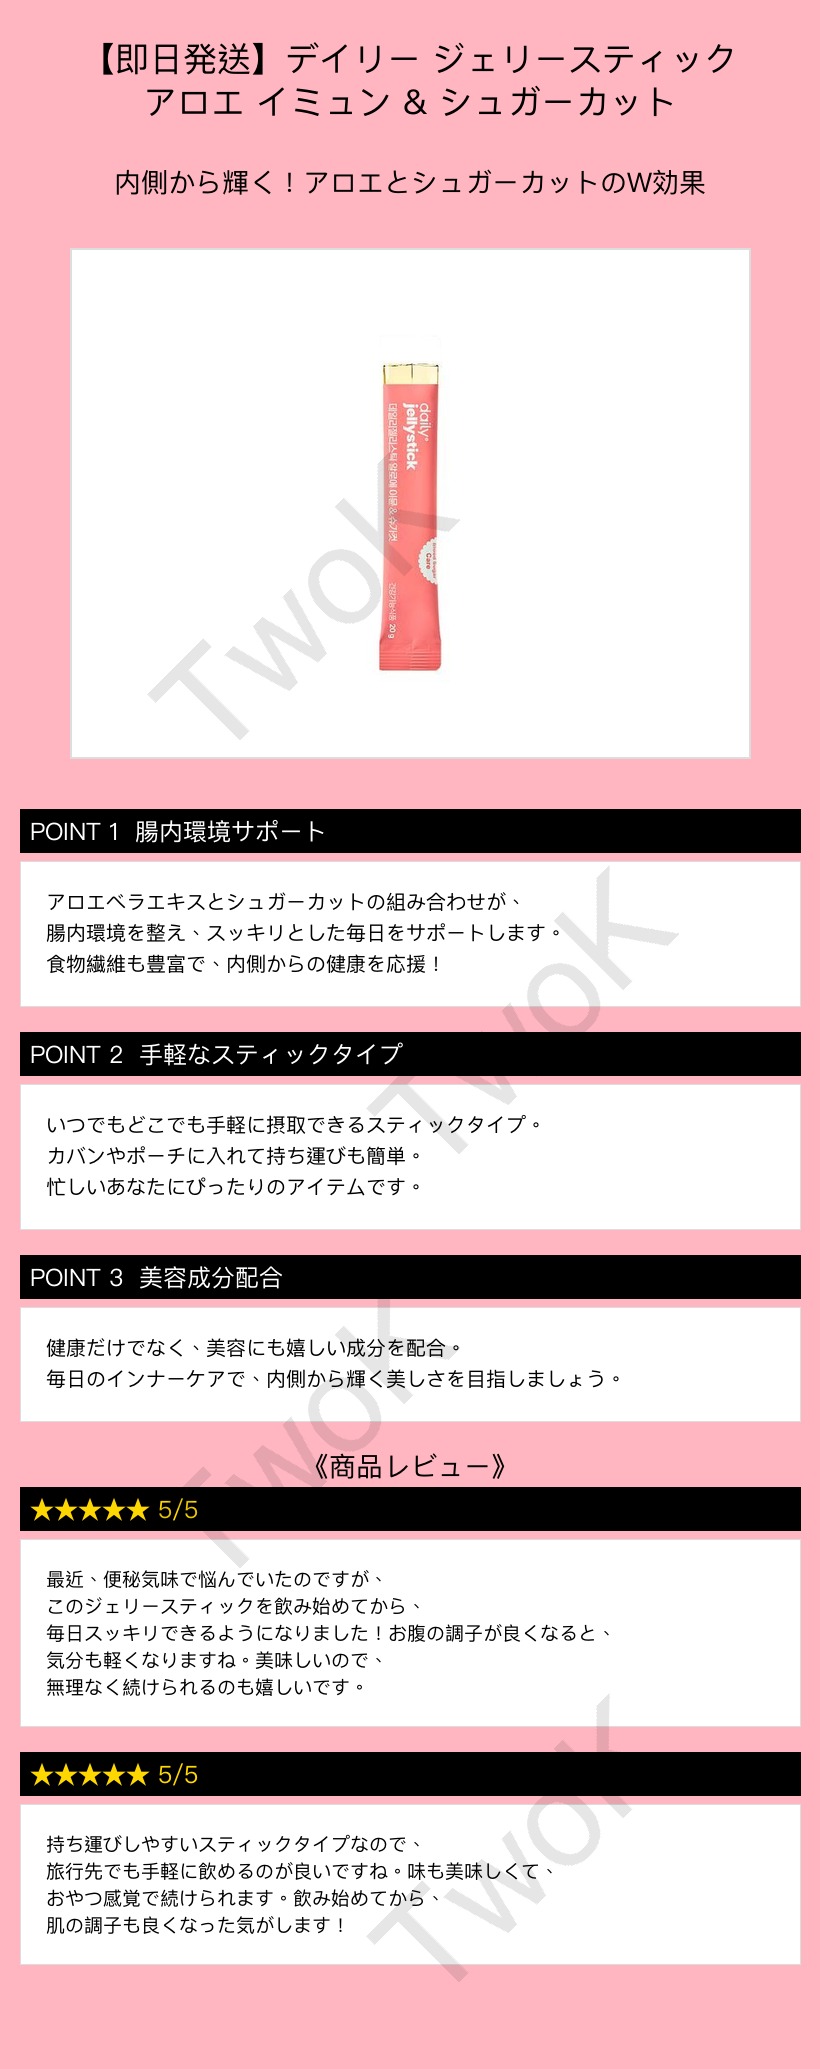 【即日発送】デイリー ジェリースティック
アロエ イミュン & シュガーカット
内側から輝く！アロエとシュガーカットのW効果
daily
jellystick
데일리젤리스틱 알로에 이뮨 & 슈가컷
Care
건강기능식품 20 g
TwoK
POINT 1 腸内環境サポート
アロエベラエキスとシュガーカットの組み合わせが、
腸内環境を整え、スッキリとした毎日をサポートします。
食物繊維も豊富で、内側からの健康を応援！
TwoK
POINT 2 手軽なスティックタイプ
いつでもどこでも手軽に摂取できるスティックタイプ。
カバンやポーチに入れて持ち運びも簡単。
忙しいあなたにぴったりのアイテムです。
POINT 3 美容成分配合
健康だけでなく、美容にも嬉しい成分を配合。
毎日のインナーケアで、内側から輝く美しさを目指しましょう。
TwoK
《商品レビュー》
★★★★★ 5/5
最近、便秘気味で悩んでいたのですが、
このジェリースティックを飲み始めてから、
毎日スッキリできるようになりました！お腹の調子が良くなると、
気分も軽くなりますね。美味しいので、
無理なく続けられるのも嬉しいです。
★★★★★ 5/5
持ち運びしやすいスティックタイプなので、
旅行先でも手軽に飲めるのが良いですね。味も美味しくて、
おやつ感覚で続けられます。飲み始めてから、
肌の調子も良くなった気がします！
TwoK